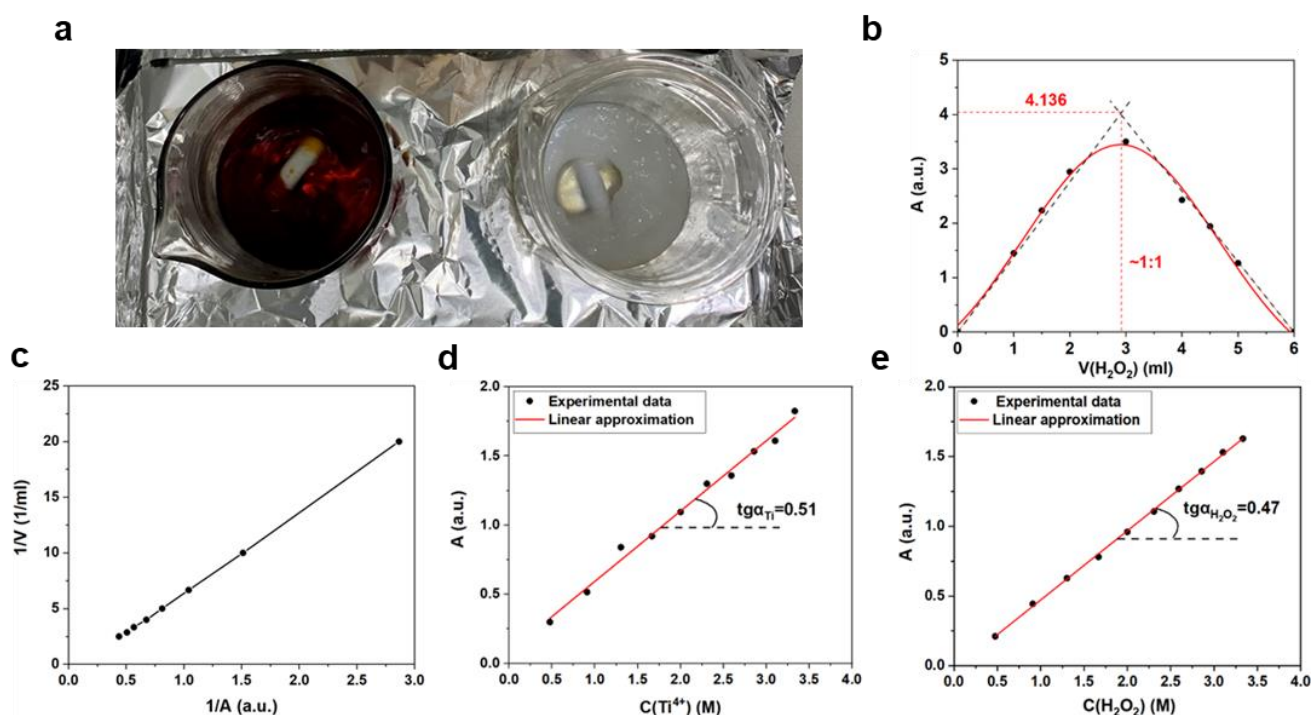 a
b
5
4
3
2
1
0
A (a.u.)
4.136
~1:1
0
1
2
3
4
5
6
V(H₂O₂) (ml)
c
25
20
15
10
5
0
1/V (1/ml)
0.0
0.5
1.0
1.5
2.0
2.5
3.0
1/A (a.u.)
d
2.0
1.5
1.0
0.5
0.0
A (a.u.)
Experimental data
Linear approximation
tgα_Ti=0.51
0.0
0.5
1.0
1.5
2.0
2.5
3.0
3.5
4.0
C(Ti⁴⁺) (M)
e
2.0
1.5
1.0
0.5
0.0
A (a.u.)
Experimental data
Linear approximation
tgα_H₂O₂=0.47
0.0
0.5
1.0
1.5
2.0
2.5
3.0
3.5
4.0
C(H₂O₂) (M)